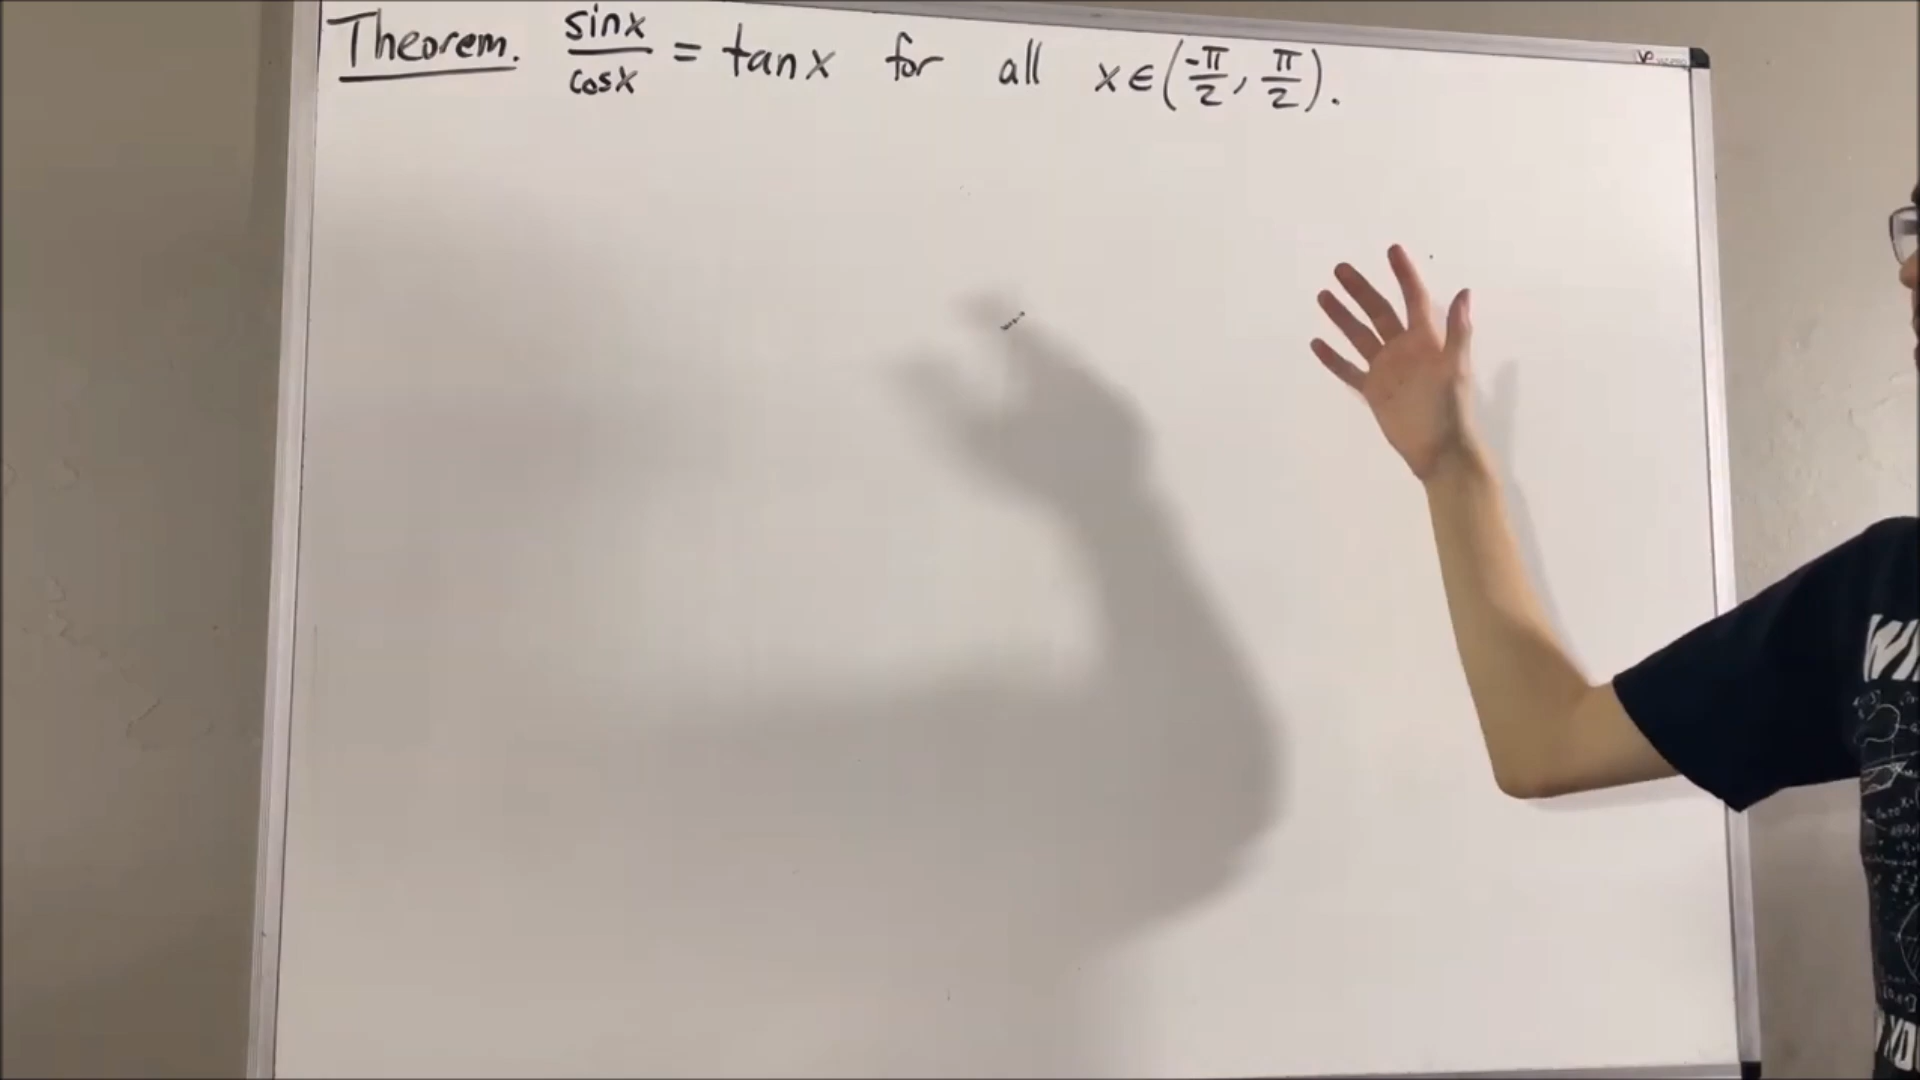 Theorem. sinx/cosx = tanx for all x∈(-π/2, π/2).